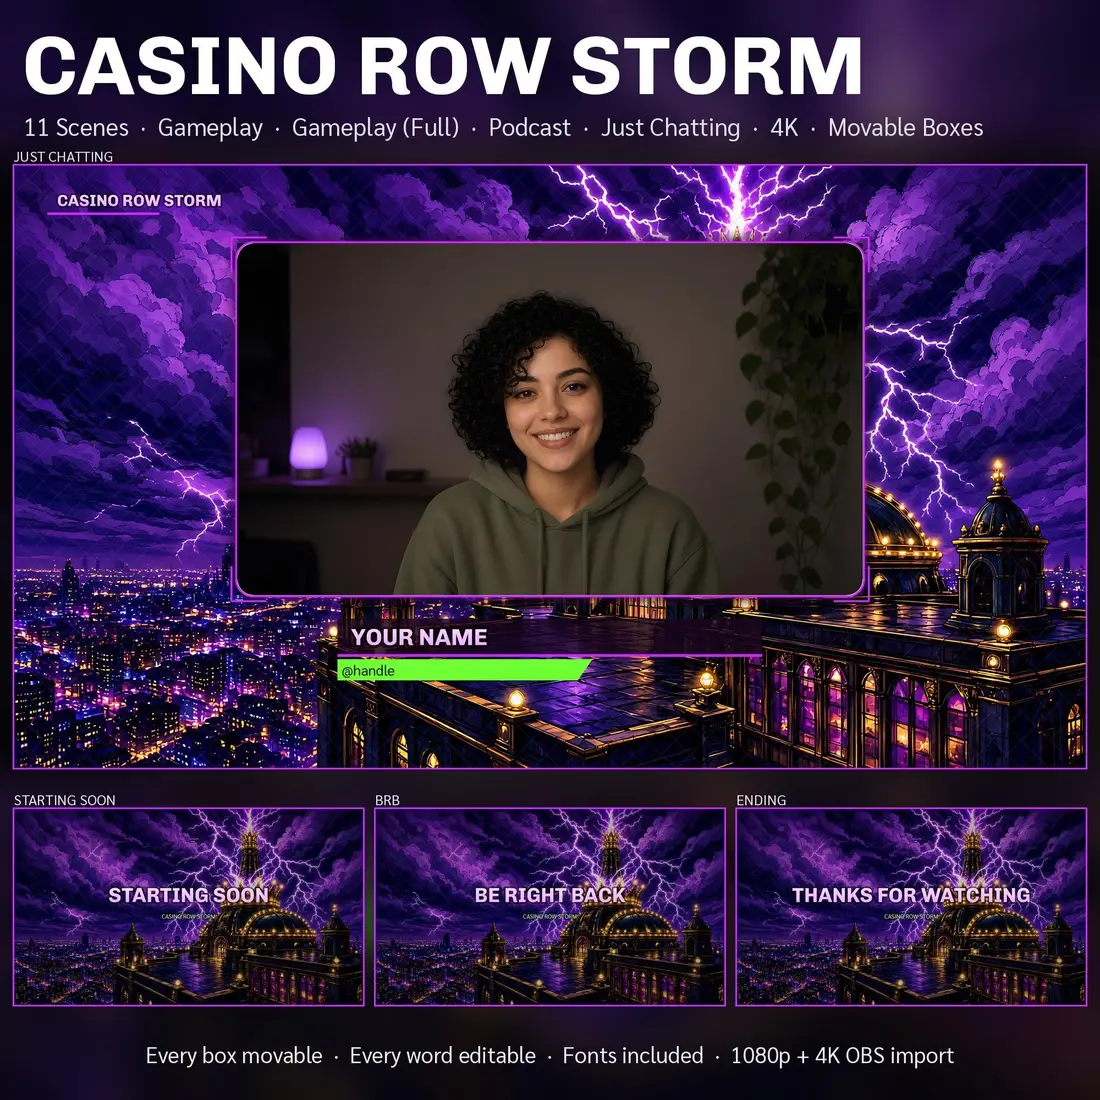 CASINO ROW STORM
11 Scenes · Gameplay · Gameplay (Full) · Podcast · Just Chatting · 4K · Movable Boxes
JUST CHATTING
CASINO ROW STORM
YOUR NAME
@handle
STARTING SOON
STARTING SOON
CASINO ROW STORM
BRB
BE RIGHT BACK
CASINO ROW STORM
ENDING
THANKS FOR WATCHING
CASINO ROW STORM
Every box movable · Every word editable · Fonts included · 1080p + 4K OBS import